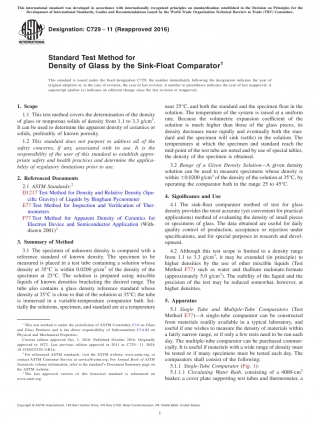 This international standard was developed in accordance with internationally recognized principles on standardization established in the Decision on Principles for the
Development of International Standards, Guides and Recommendations issued by the World Trade Organization Technical Barriers to Trade (TBT) Committee.
Designation: C729 – 11 (Reapproved 2016)
Standard Test Method for
Density of Glass by the Sink-Float Comparator1
This standard is issued under the fixed designation C729; the number immediately following the designation indicates the year of
original adoption or, in the case of revision, the year of last revision. A number in parentheses indicates the year of last reapproval. A
superscript epsilon (ε) indicates an editorial change since the last revision or reapproval.
1. Scope
1.1 This test method covers the determination of the density
of glass or nonporous solids of density from 1.1 to 3.3 g/cm3.
It can be used to determine the apparent density of ceramics or
solids, preferably of known porosity.
1.2 This standard does not purport to address all of the
safety concerns, if any, associated with its use. It is the
responsibility of the user of this standard to establish appro-
priate safety and health practices and determine the applica-
bility of regulatory limitations prior to use.
2. Referenced Documents
2.1 ASTM Standards:2
D1217 Test Method for Density and Relative Density (Spe-
cific Gravity) of Liquids by Bingham Pycnometer
E77 Test Method for Inspection and Verification of Ther-
mometers
F77 Test Method for Apparent Density of Ceramics for
Electron Device and Semiconductor Application (With-
drawn 2001)3
3. Summary of Method
3.1 The specimen of unknown density is compared with a
reference standard of known density. The specimen to be
measured is placed in a test tube containing a solution whose
density at 35°C is within 0.0200 g/cm3 of the density of the
specimen at 25°C. The solution is prepared using miscible
liquids of known densities bracketing the desired range. The
tube also contains a glass density reference standard whose
density at 35°C is close to that of the solution at 35°C; the tube
is immersed in a variable-temperature comparator bath. Ini-
tially the solutions, specimen, and standard are at a temperature
1 This test method is under the jurisdiction of ASTM Committee C14 on Glass
and Glass Products and is the direct responsibility of Subcommittee C14.04 on
Physical and Mechanical Properties.
Current edition approved Oct. 1, 2016. Published October 2016. Originally
approved in 1972. Last previous edition approved in 2011 as C729 – 11. DOI:
10.1520/C0729-11R16.
2 For referenced ASTM standards, visit the ASTM website, www.astm.org, or
contact ASTM Customer Service at service@astm.org. For Annual Book of ASTM
Standards volume information, refer to the standard's Document Summary page on
the ASTM website.
3 The last approved version of this historical standard is referenced on
www.astm.org.
near 25°C, and both the standard and the specimen float in the
solution. The temperature of the system is raised at a uniform
rate. Because the volumetric expansion coefficient of the
solution is much higher than those of the glass pieces, its
density decreases more rapidly and eventually both the stan-
dard and the specimen will sink (settle) in the solution. The
temperatures at which the specimen and standard reach the
mid-point of the test tube are noted and by use of special tables,
the density of the specimen is obtained.
3.2 Range of a Given Density Solution—A given density
solution can be used to measure specimens whose density is
within ±0.0200 g/cm3 of the density of the solution at 35°C, by
operating the comparator bath in the range 25 to 45°C.
4. Significance and Use
4.1 The sink-float comparator method of test for glass
density provides the most accurate (yet convenient for practical
applications) method of evaluating the density of small pieces
or specimens of glass. The data obtained are useful for daily
quality control of production, acceptance or rejection under
specifications, and for special purposes in research and devel-
opment.
4.2 Although this test scope is limited to a density range
from 1.1 to 3.3 g/cm3, it may be extended (in principle) to
higher densities by the use of other miscible liquids (Test
Method F77) such as water and thallium malonate-formate
(approximately 5.0 g/cm3). The stability of the liquid and the
precision of the test may be reduced somewhat, however, at
higher densities.
5. Apparatus
5.1 Single Tube and Multiple Tube Comparators (Test
Method E77)—A single-tube comparator can be constructed
from materials readily available in a typical laboratory, and
useful if one wishes to measure the density of materials within
a fairly narrow range, or if only a few tests need to be run each
day. The multiple-tube comparator can be purchased commer-
cially. It is useful if materials with a wide range of density must
be tested or if many specimens must be tested each day. The
comparators shall consist of the following:
5.1.1 Single-Tube Comparator (Fig. 1):
5.1.1.1 Circulating Water Bath, consisting of a 4000-cm3
beaker, a cover plate supporting test tubes and thermometer, a
Copyright © ASTM International, 100 Barr Harbor Drive, PO Box C700, West Conshohocken, PA 19428-2959. United States
1